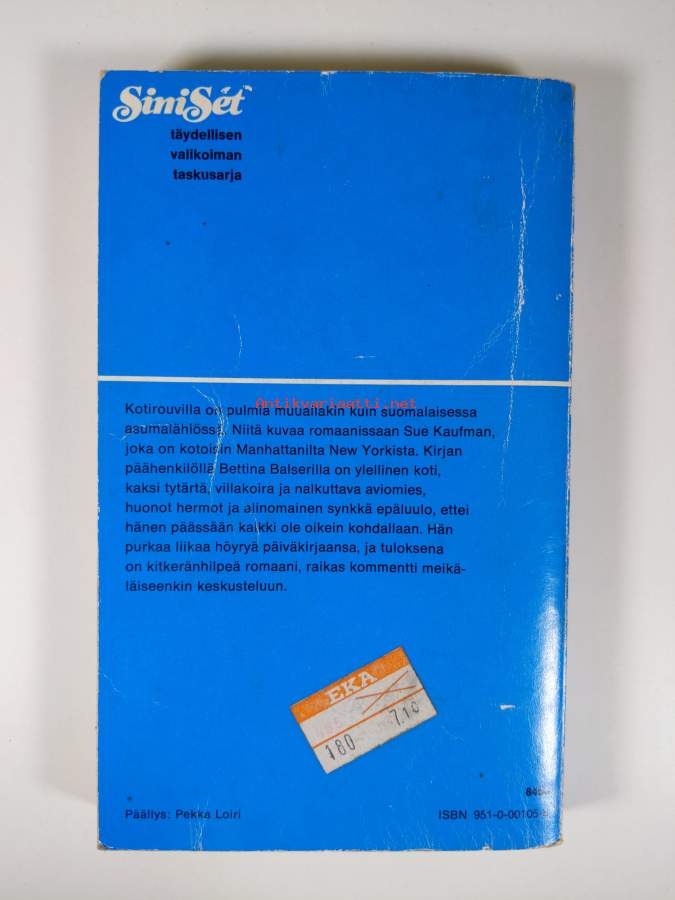 SiniSet
täydellisen
valikoiman
taskusarja
Antikvariaatti.net
Kotirouvilla on pulmia muuallakin kuin suomalaisessa
asumalähiössä. Niitä kuvaa romaanissaan Sue Kaufman,
joka on kotoisin Manhattanilta New Yorkista. Kirjan
päähenkilöllä Bettina Balserilla on ylellinen koti,
kaksi tytärtä, villakoira ja nalkuttava aviomies,
huonot hermot ja alinomainen synkkä epäluulo, ettei
hänen päässään kaikki ole oikein kohdallaan. Hän
purkaa liikaa höyryä päiväkirjaansa, ja tuloksena
on kitkeränhilpeä romaani, raikas kommentti meikä-
läiseenkin keskusteluun.
EKA
180 7.10
Päällys: Pekka Loiri
ISBN 951-0-00105-